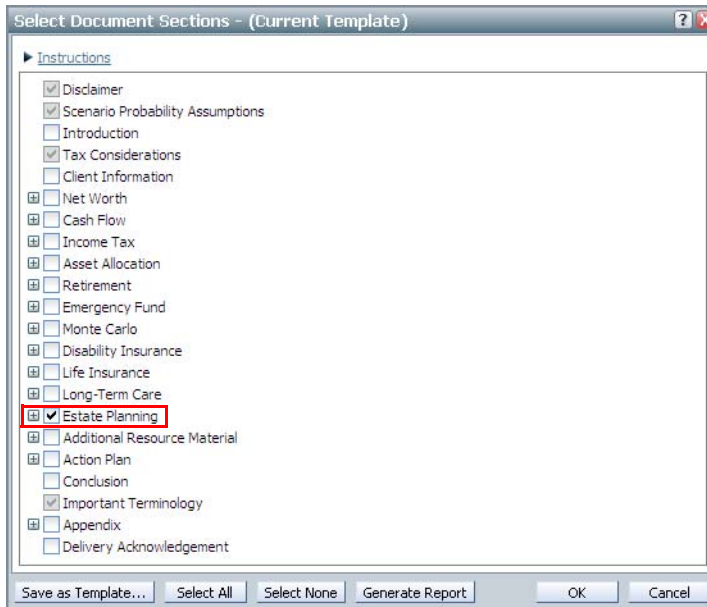 Select Document Sections - (Current Template)
Instructions
Disclaimer
Scenario Probability Assumptions
Introduction
Tax Considerations
Client Information
Net Worth
Cash Flow
Income Tax
Asset Allocation
Retirement
Emergency Fund
Monte Carlo
Disability Insurance
Life Insurance
Long-Term Care
Estate Planning
Additional Resource Material
Action Plan
Conclusion
Important Terminology
Appendix
Delivery Acknowledgement
Save as Template... Select All Select None Generate Report OK Cancel